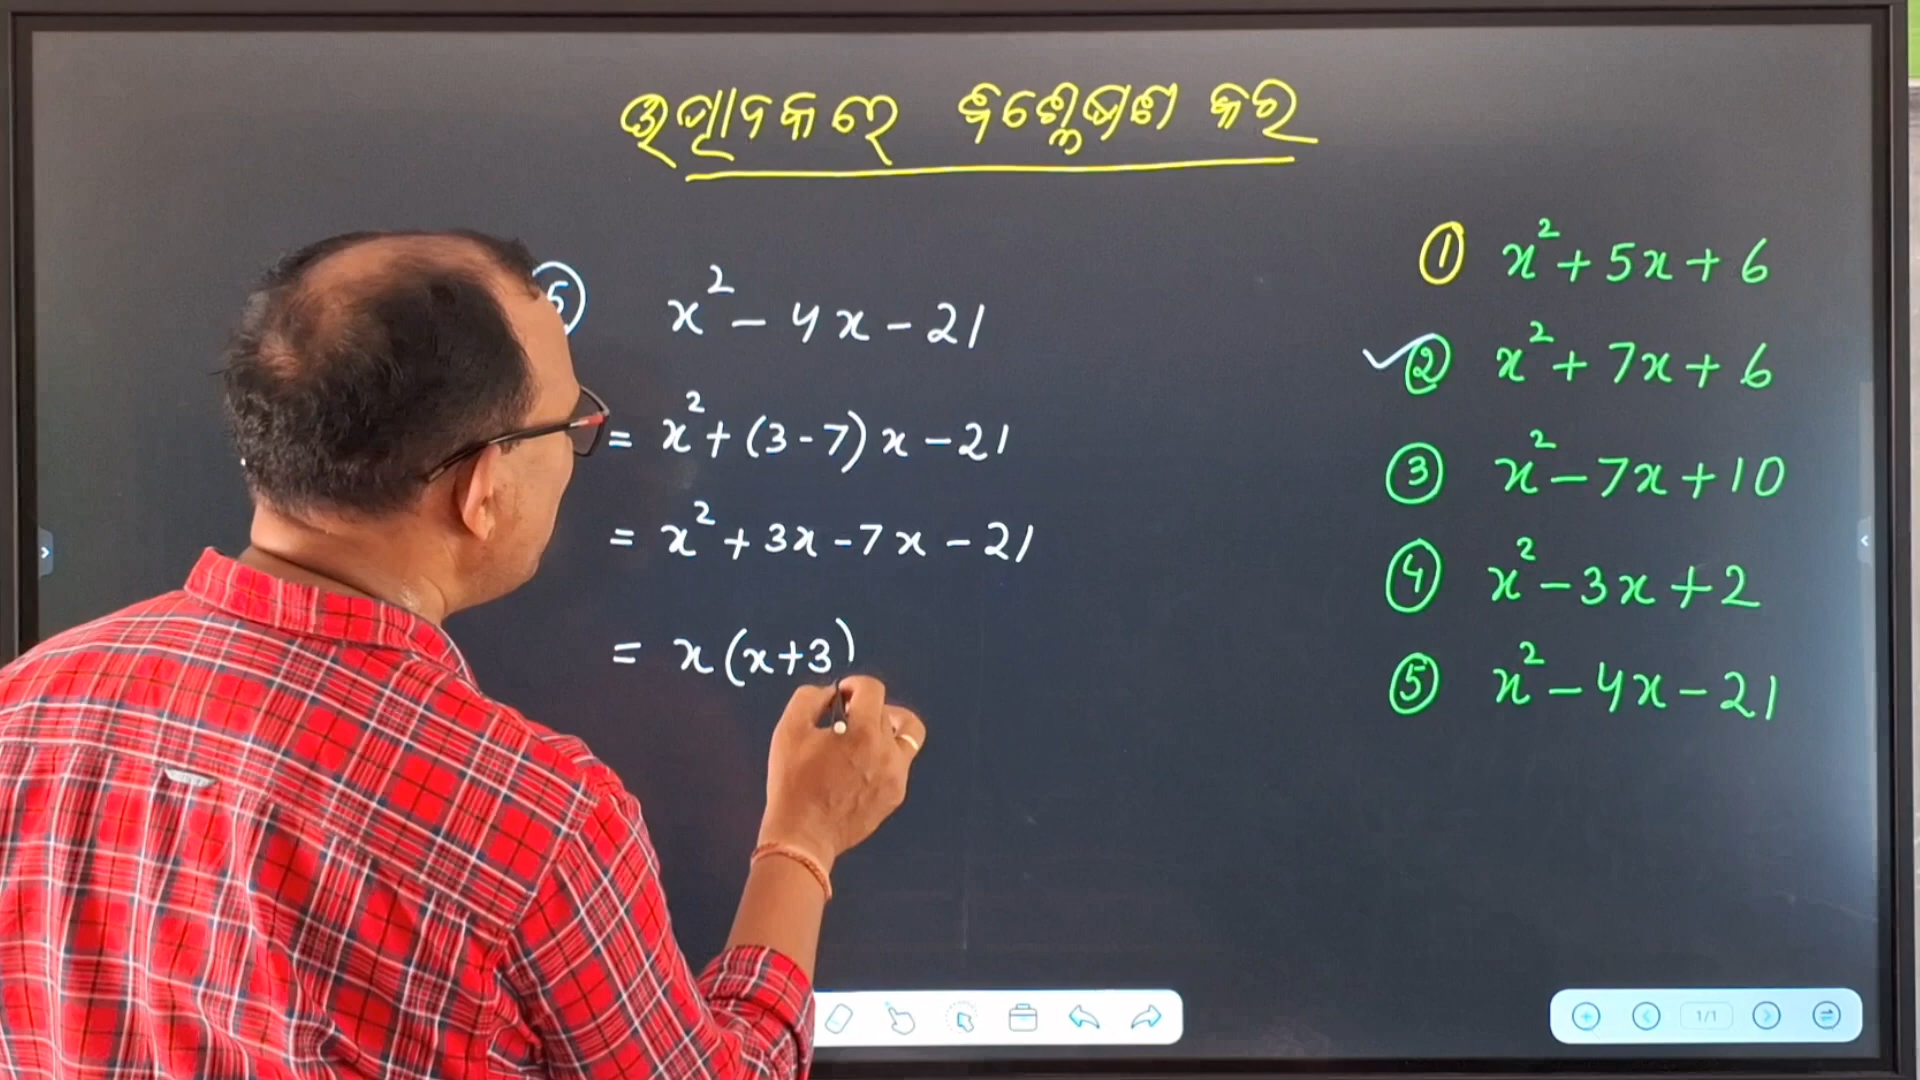 ଉତ୍ପାଦକରେ ବିଶ୍ଳେଷଣ କର
⑤ x² - 4x - 21
= x² + (3 - 7) x - 21
= x² + 3x - 7x - 21
= x (x + 3)
① x² + 5x + 6
✓② x² + 7x + 6
③ x² - 7x + 10
④ x² - 3x + 2
⑤ x² - 4x - 21
1/1